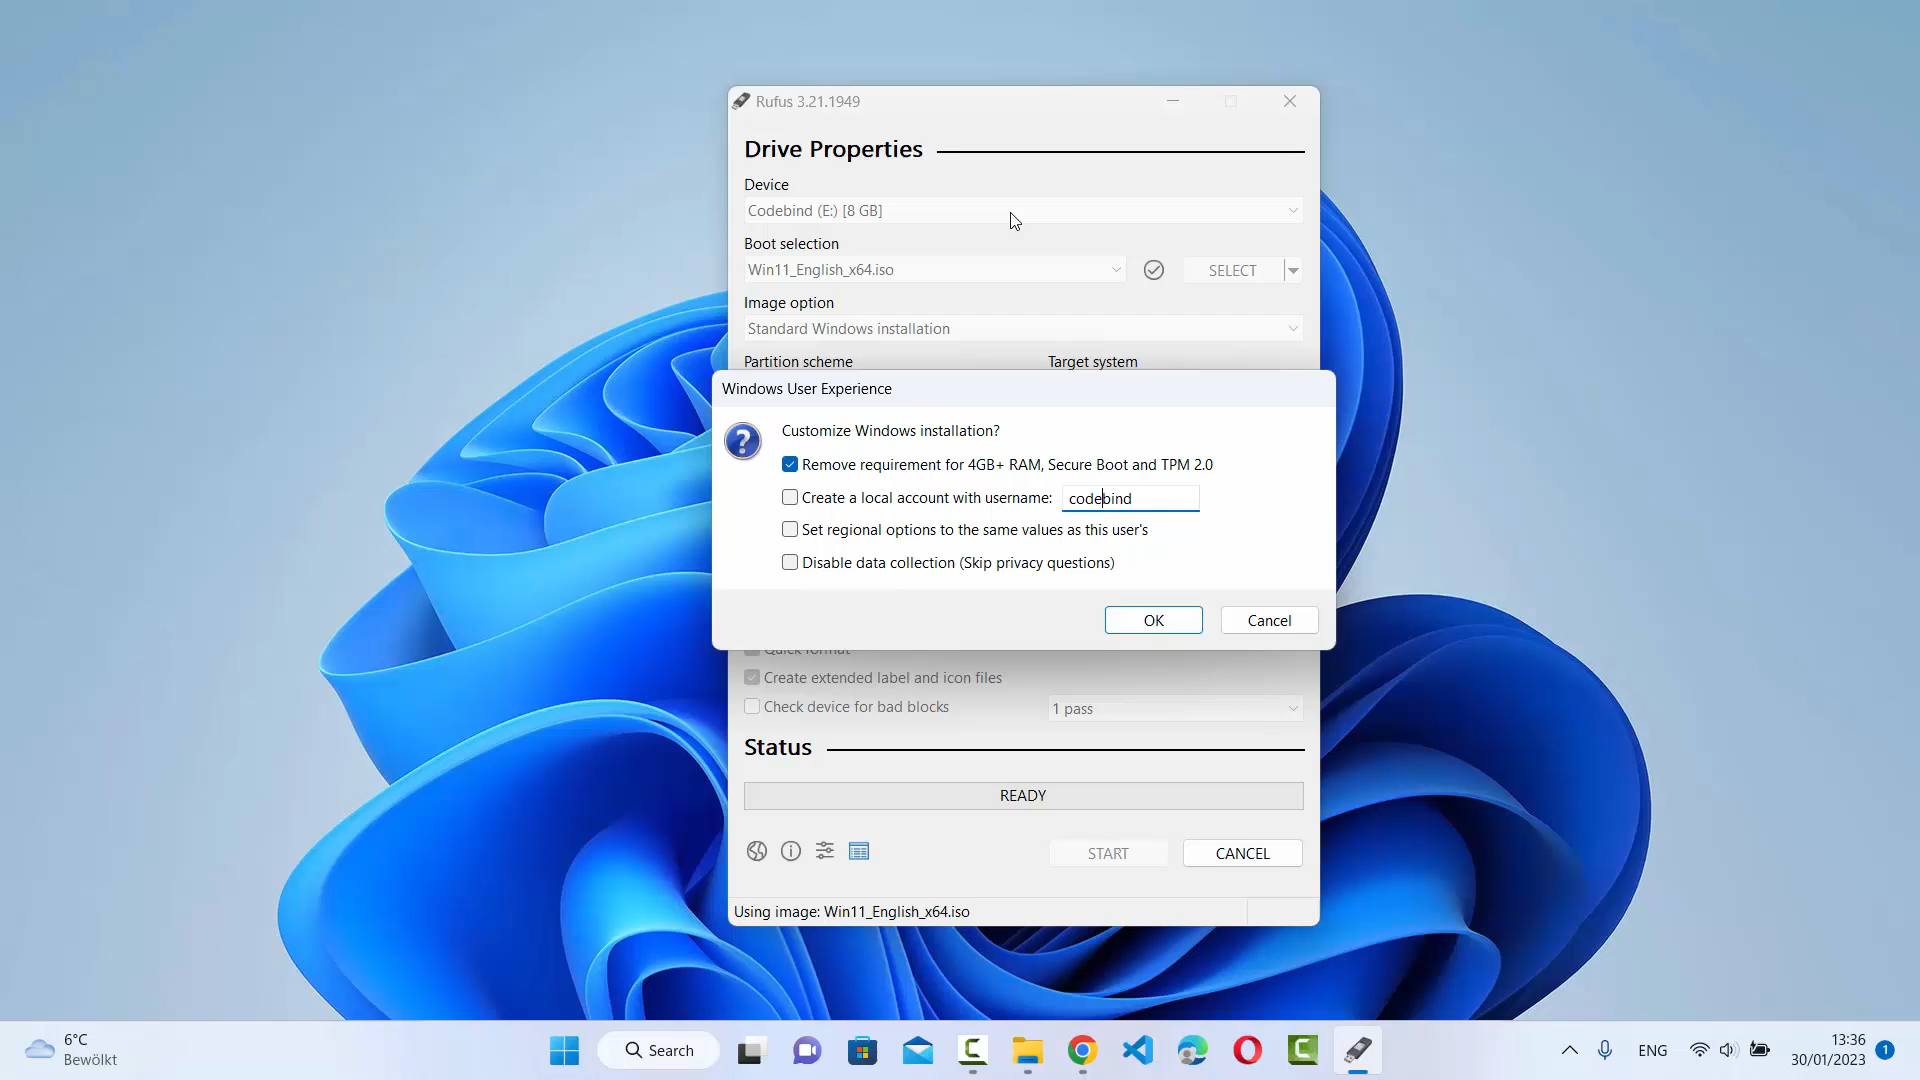 Rufus 3.21.1949
Drive Properties
Device
Codebind (E:) [8 GB]
Boot selection
Win11_English_x64.iso
SELECT
Image option
Standard Windows installation
Partition scheme
Target system
Windows User Experience
Customize Windows installation?
Remove requirement for 4GB+ RAM, Secure Boot and TPM 2.0
Create a local account with username: codebind
Set regional options to the same values as this user's
Disable data collection (Skip privacy questions)
OK
Cancel
Quick format
Create extended label and icon files
Check device for bad blocks
1 pass
Status
READY
START
CANCEL
Using image: Win11_English_x64.iso
6°C
Bewölkt
Search
ENG
13:36
30/01/2023
1